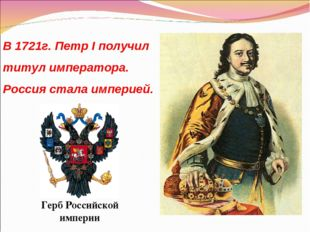 В 1721г. Петр I получил
титул императора.
Россия стала империей.
Герб Российской
империи